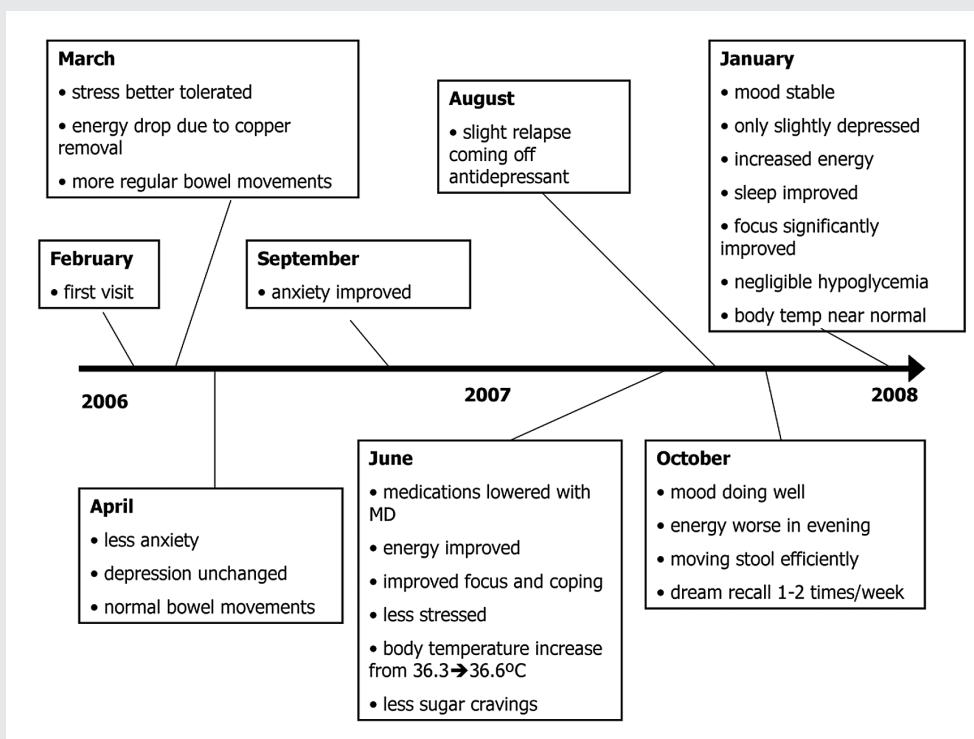 March
• stress better tolerated
• energy drop due to copper
removal
• more regular bowel movements
August
• slight relapse
coming off
antidepressant
January
• mood stable
• only slightly depressed
• increased energy
• sleep improved
• focus significantly
improved
• negligible hypoglycemia
• body temp near normal
February
• first visit
September
• anxiety improved
2006
2007
2008
April
• less anxiety
• depression unchanged
• normal bowel movements
June
• medications lowered with
MD
• energy improved
• improved focus and coping
• less stressed
• body temperature increase
from 36.3➔36.6ºC
• less sugar cravings
October
• mood doing well
• energy worse in evening
• moving stool efficiently
• dream recall 1-2 times/week